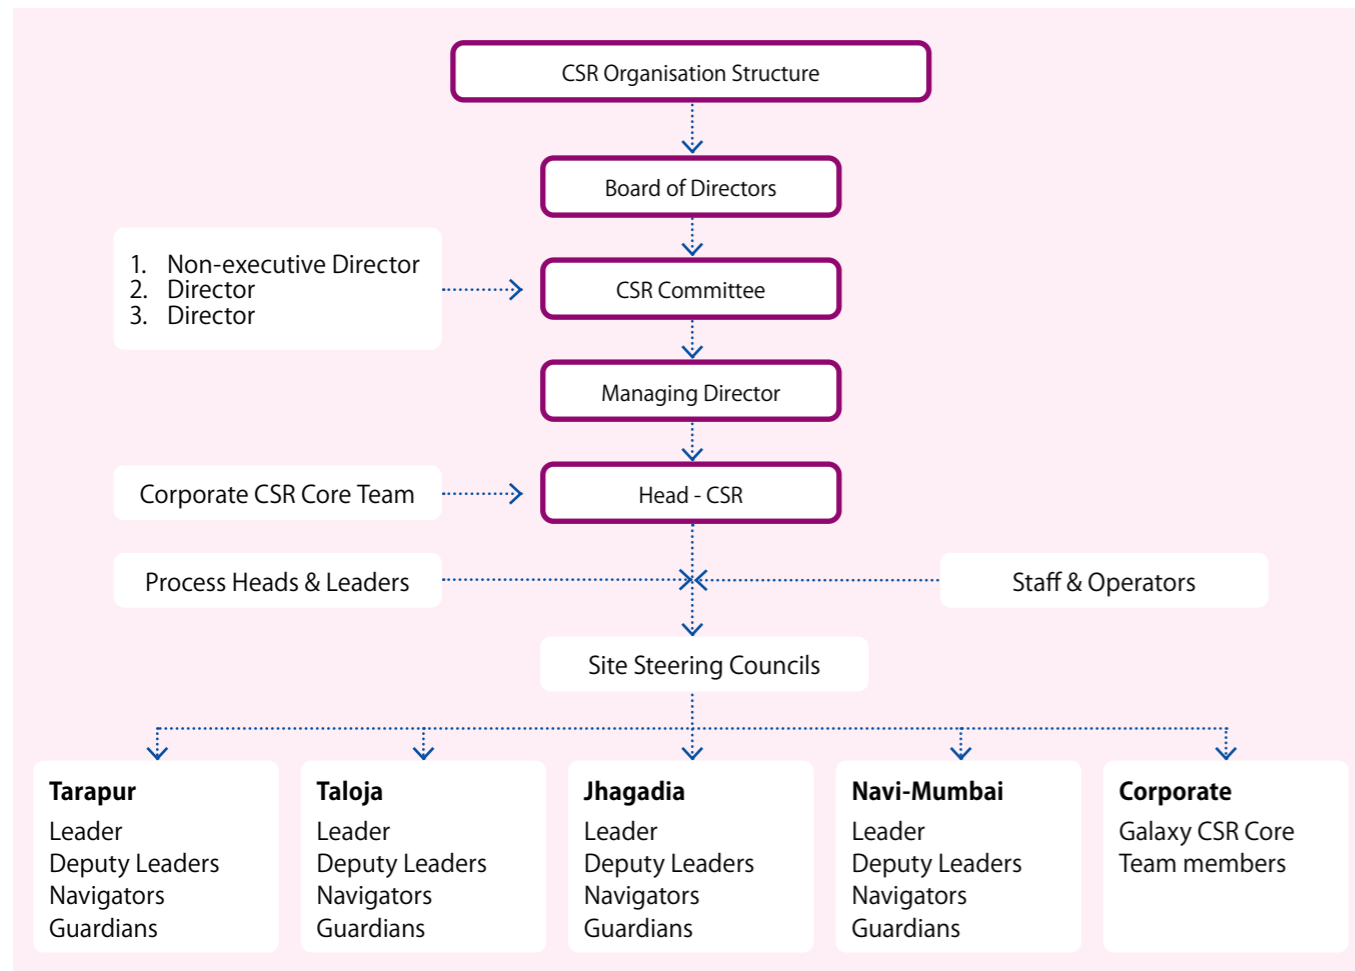 CSR Organisation Structure
Board of Directors
1. Non-executive Director
2. Director
3. Director
CSR Committee
Managing Director
Corporate CSR Core Team
Head - CSR
Process Heads & Leaders
Staff & Operators
Site Steering Councils
Tarapur
Leader
Deputy Leaders
Navigators
Guardians
Taloja
Leader
Deputy Leaders
Navigators
Guardians
Jhagadia
Leader
Deputy Leaders
Navigators
Guardians
Navi-Mumbai
Leader
Deputy Leaders
Navigators
Guardians
Corporate
Galaxy CSR Core
Team members